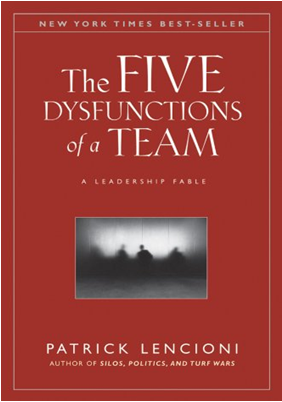 NEW YORK TIMES BEST-SELLER
The FIVE
DYSFUNCTIONS
of a TEAM
A LEADERSHIP FABLE
PATRICK LENCIONI
AUTHOR OF SILOS, POLITICS, AND TURF WARS